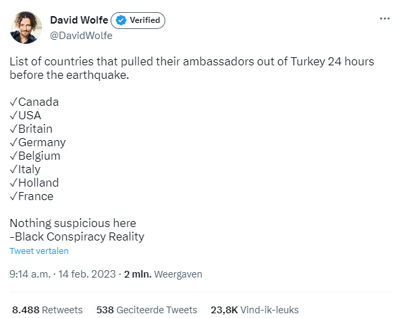 David Wolfe Verified
@DavidWolfe
List of countries that pulled their ambassadors out of Turkey 24 hours
before the earthquake.
✓Canada
✓USA
✓Britain
✓Germany
✓Belgium
✓Italy
✓Holland
✓France
Nothing suspicious here
-Black Conspiracy Reality
Tweet vertalen
9:14 a.m. · 14 feb. 2023 · 2 mln. Weergaven
8.488 Retweets 538 Geciteerde Tweets 23,8K Vind-ik-leuks